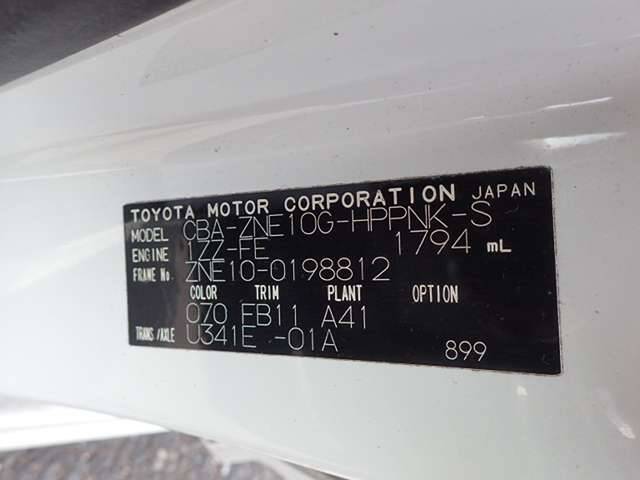 TOYOTA MOTOR CORPORATION JAPAN
MODEL CBA-ZNE10G-HPPNK-S
ENGINE 1ZZ-FE 1794 mL
FRAME No. ZNE10-0198812
COLOR TRIM PLANT OPTION
070 FB11 A41
TRANS/AXLE U341E -01A
899